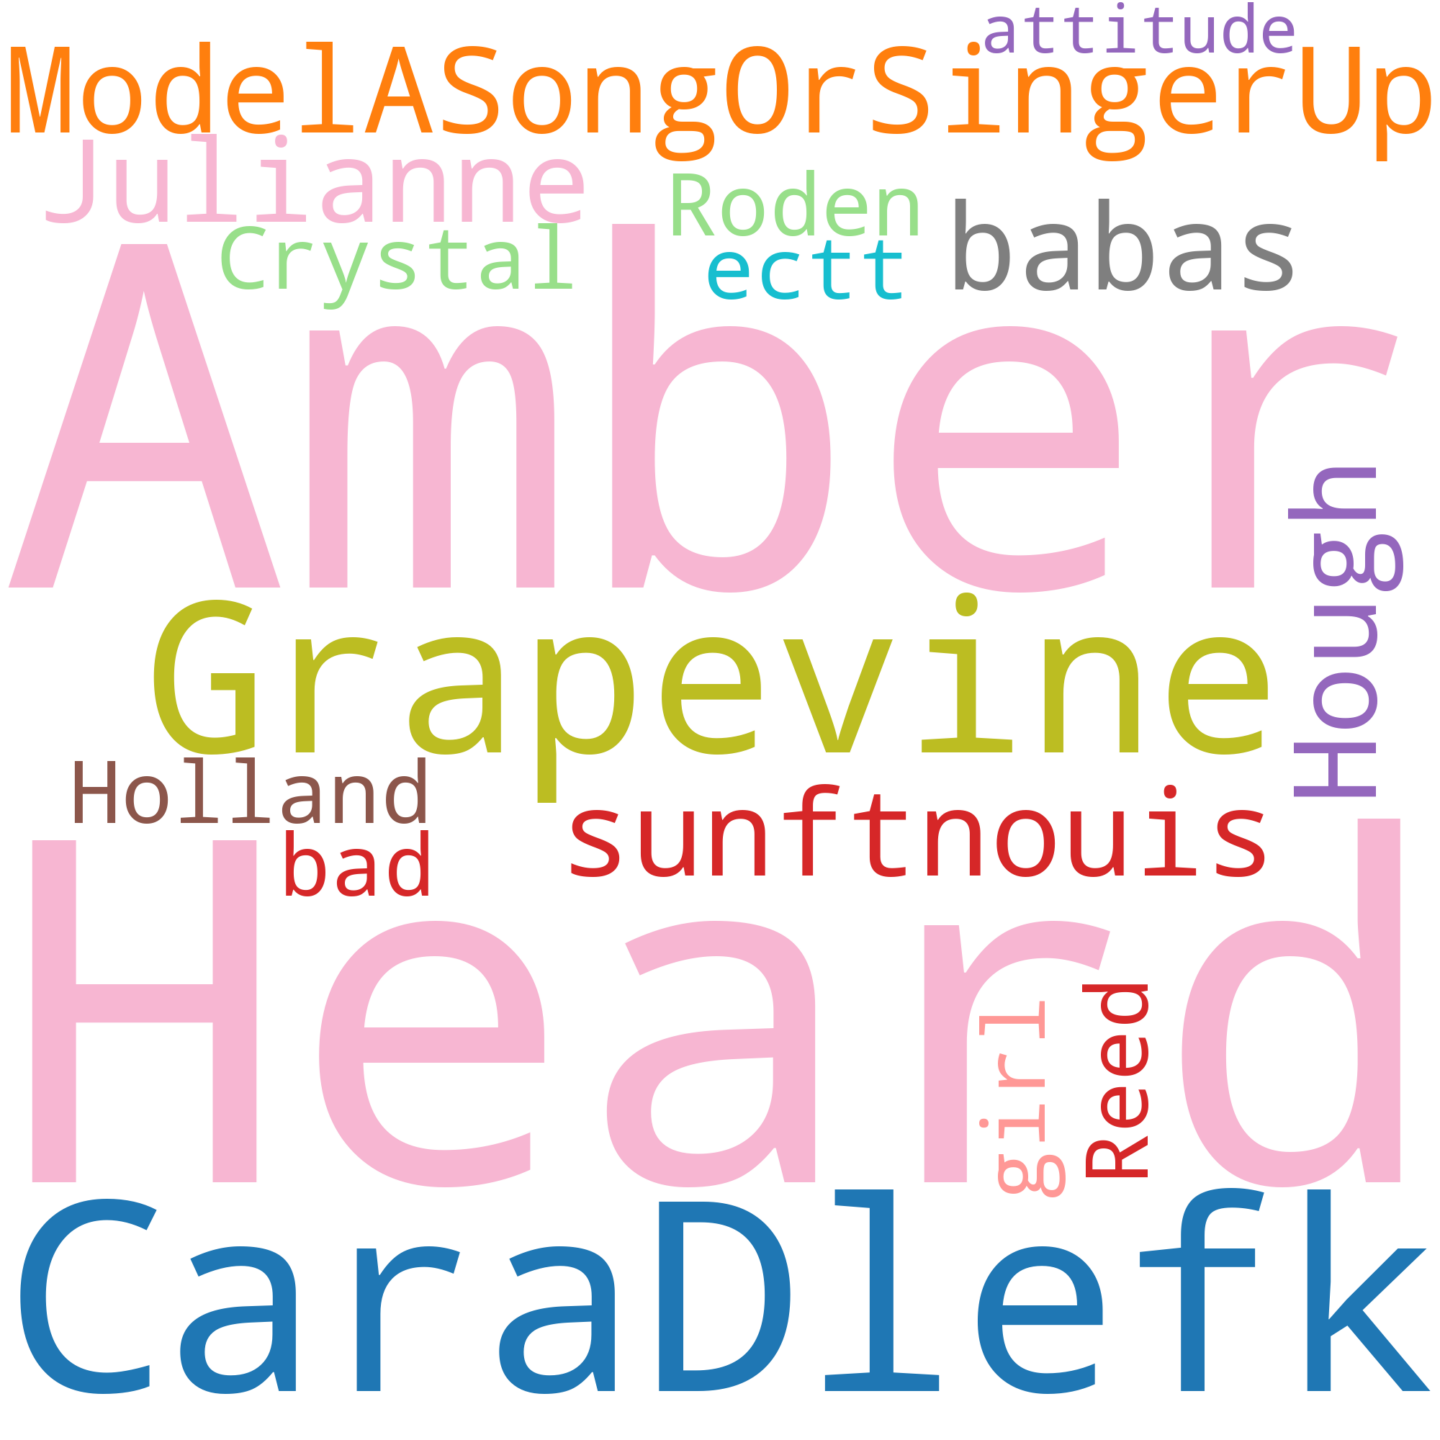 attitude
ModelASongOrSingerUp
Julianne
Roden
Crystal
ectt
babas
Amber
Hough
Grapevine
Holland
sunftnouis
bad
Heard
girl
Reed
CaraDlefk